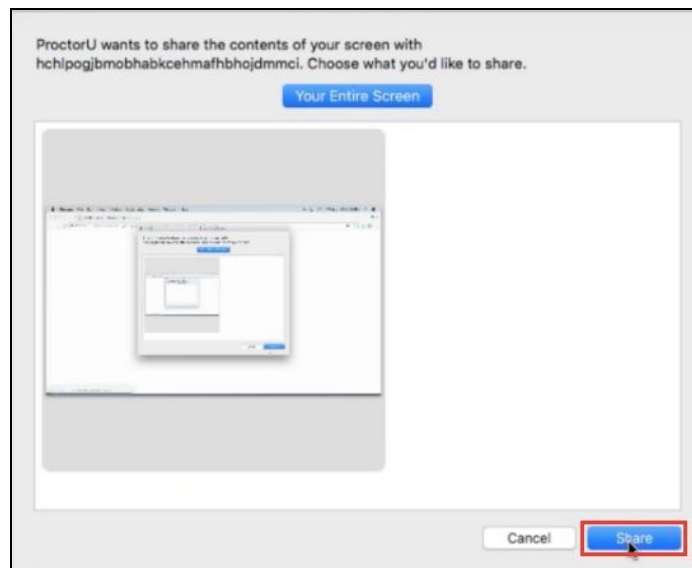 ProctorU wants to share the contents of your screen with
hchlpogjbmobhabkcehmafhbhojdmmci. Choose what you'd like to share.
Your Entire Screen
Cancel
Share